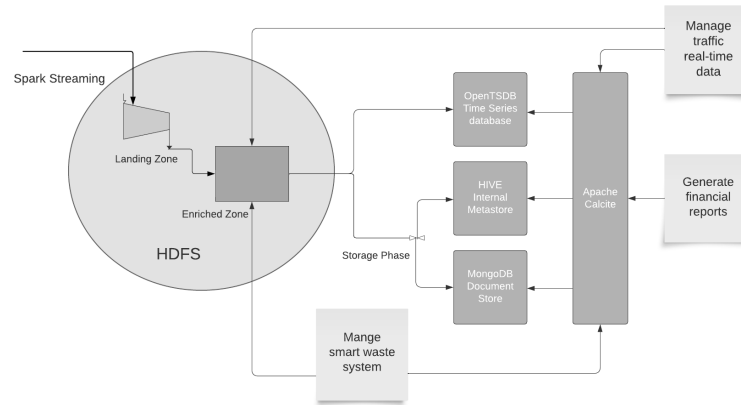 Manage
traffic
real-time
data
Spark Streaming
OpenTSDB
Time Series
database
Landing Zone
HIVE
Internal
Metastore
Apache
Calcite
Generate
financial
reports
Enriched Zone
HDFS
Storage Phase
MongoDB
Document
Store
Mange
smart waste
system